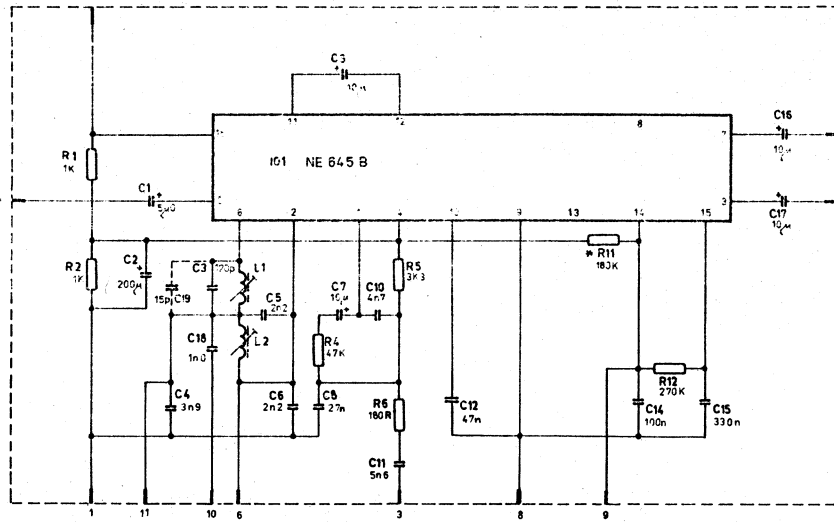 C3
10µ
11
12
8
7
C16
10µ
R1
1K
IO1 NE 645 B
C1
5µ0
3
C17
10µ
6
2
4
9
13
14
15
R2
1K
C2
200µ
C3
120p
L1
15p
C19
C5
2n2
C7
10µ
C10
4n7
R5
3K3
* R11
180K
C18
1n0
L2
R4
47K
C4
3n9
C6
2n2
C8
27n
R6
180R
C12
47n
R12
270K
C14
100n
C15
330n
C11
5n6
1
11
10
6
3
8
9